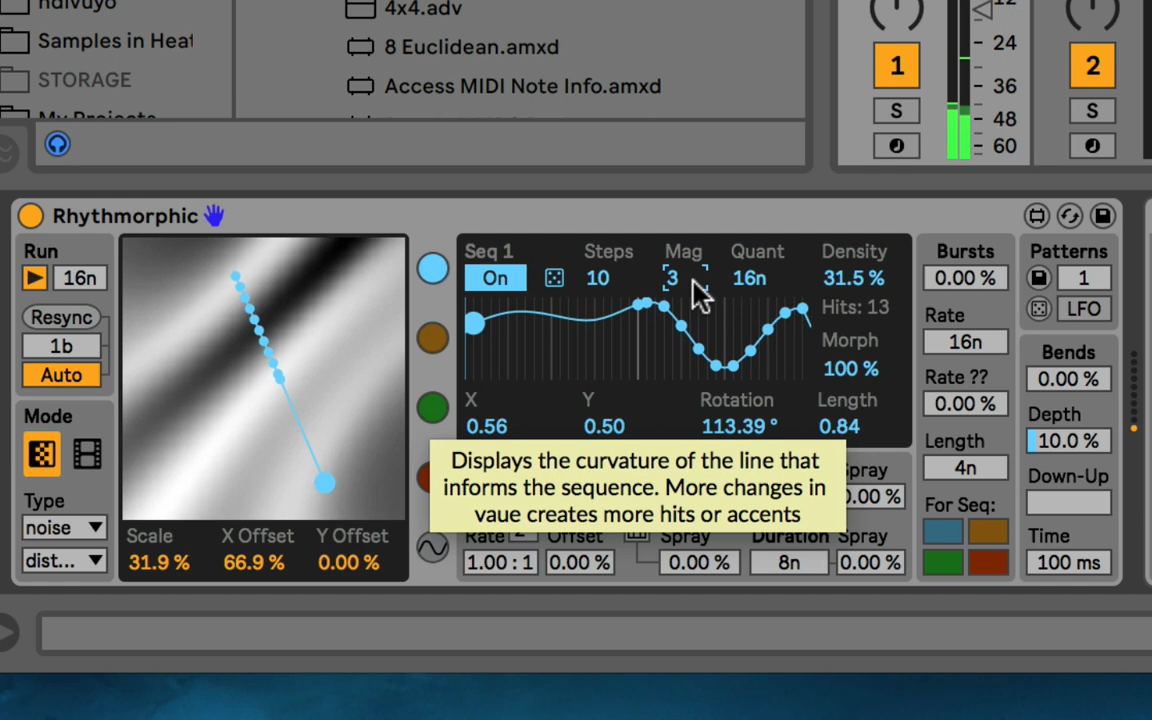 ndivuyo
4x4.adv
Samples in Heat
8 Euclidean.amxd
STORAGE
Access MIDI Note Info.amxd
My Projects
12
24
36
48
60
1
2
S
S
Rhythmorphic
Run
16n
Resync
1b
Auto
Mode
Type
noise
dist...
Scale
X Offset
Y Offset
31.9 %
66.9 %
0.00 %
Seq 1
Steps
Mag
Quant
Density
On
10
3
16n
31.5 %
Hits: 13
Morph
100 %
X
Y
Rotation
Length
0.56
0.50
113.39 °
0.84
Displays the curvature of the line that
informs the sequence. More changes in
vaue creates more hits or accents
Spray
0.00 %
Rate
Offset
Spray
Duration
Spray
1.00 : 1
0.00 %
0.00 %
8n
0.00 %
Bursts
0.00 %
Rate
16n
Rate ??
0.00 %
Length
4n
For Seq:
Patterns
1
LFO
Bends
0.00 %
Depth
10.0 %
Down-Up
Time
100 ms